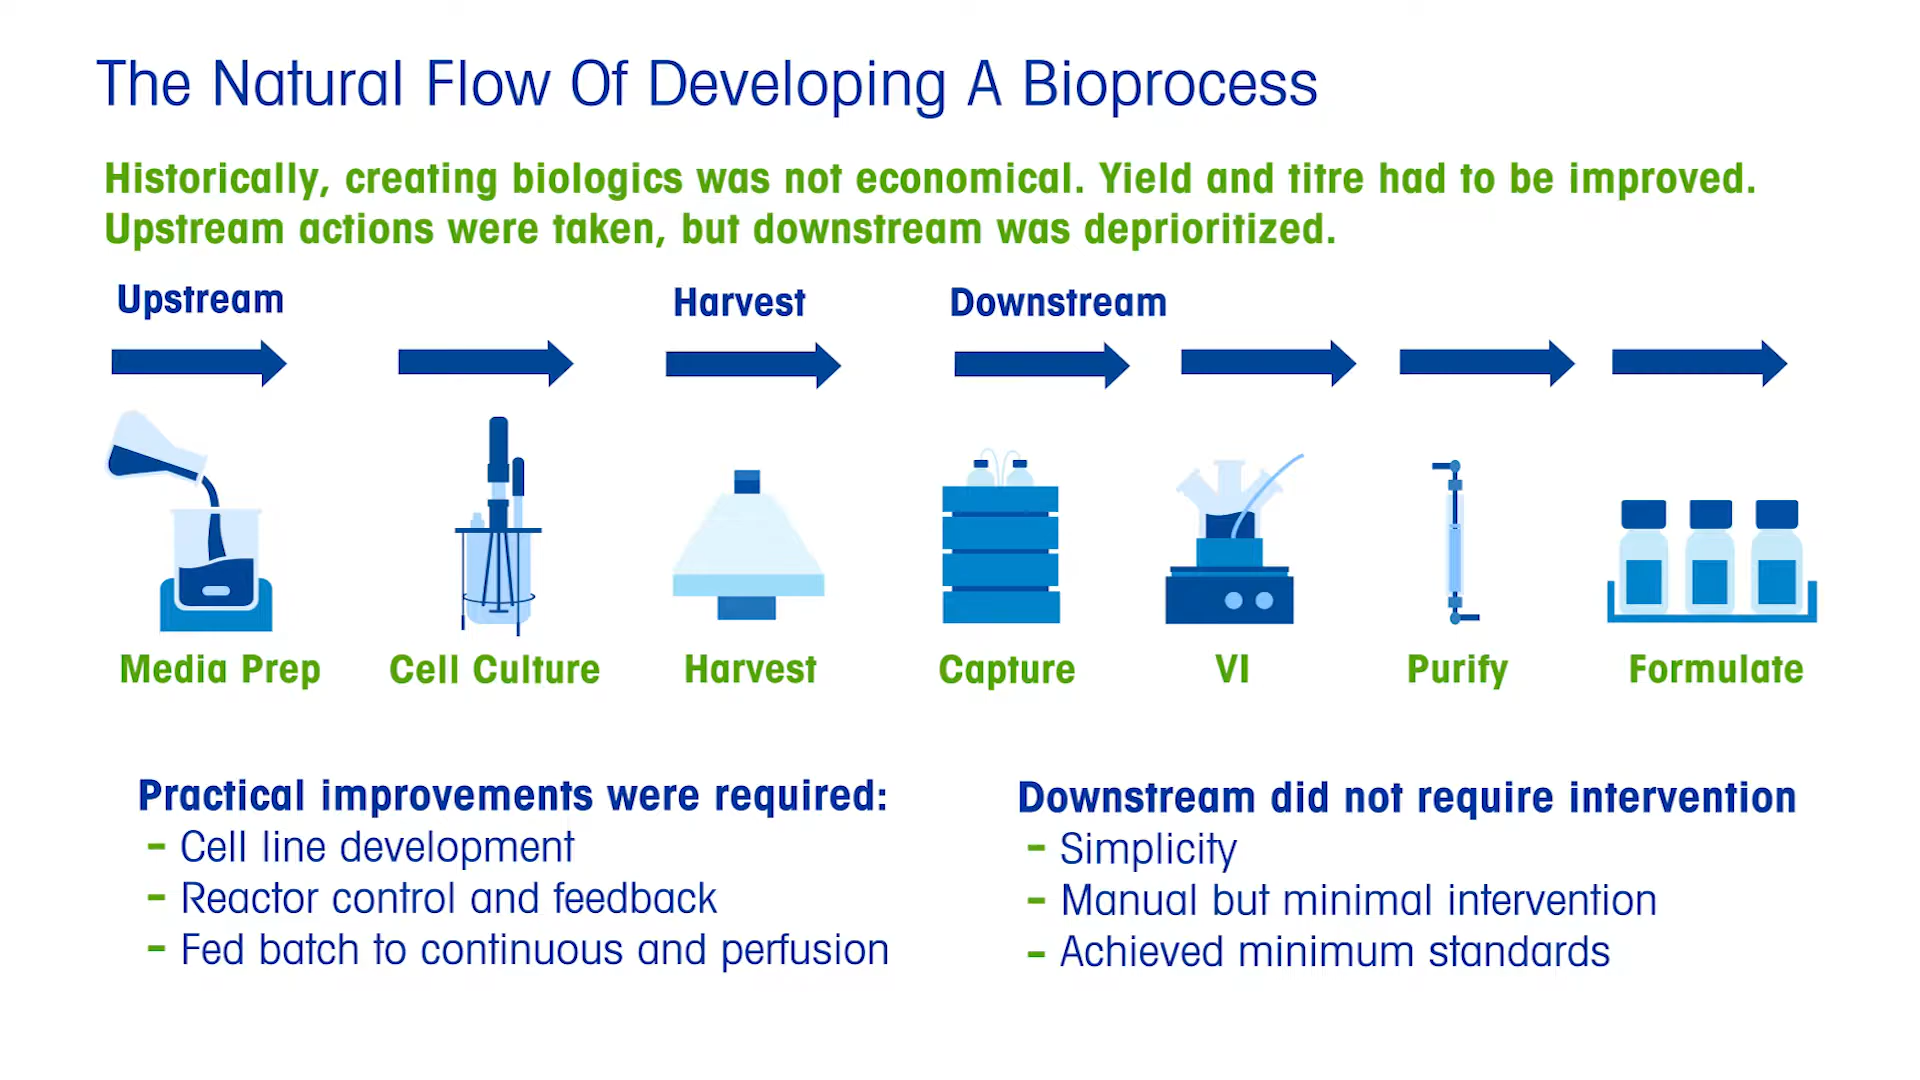 The Natural Flow Of Developing A Bioprocess
Historically, creating biologics was not economical. Yield and titre had to be improved.
Upstream actions were taken, but downstream was deprioritized.
Upstream
Harvest
Downstream
Media Prep
Cell Culture
Harvest
Capture
VI
Purify
Formulate
Practical improvements were required:
- Cell line development
- Reactor control and feedback
- Fed batch to continuous and perfusion
Downstream did not require intervention
- Simplicity
- Manual but minimal intervention
- Achieved minimum standards